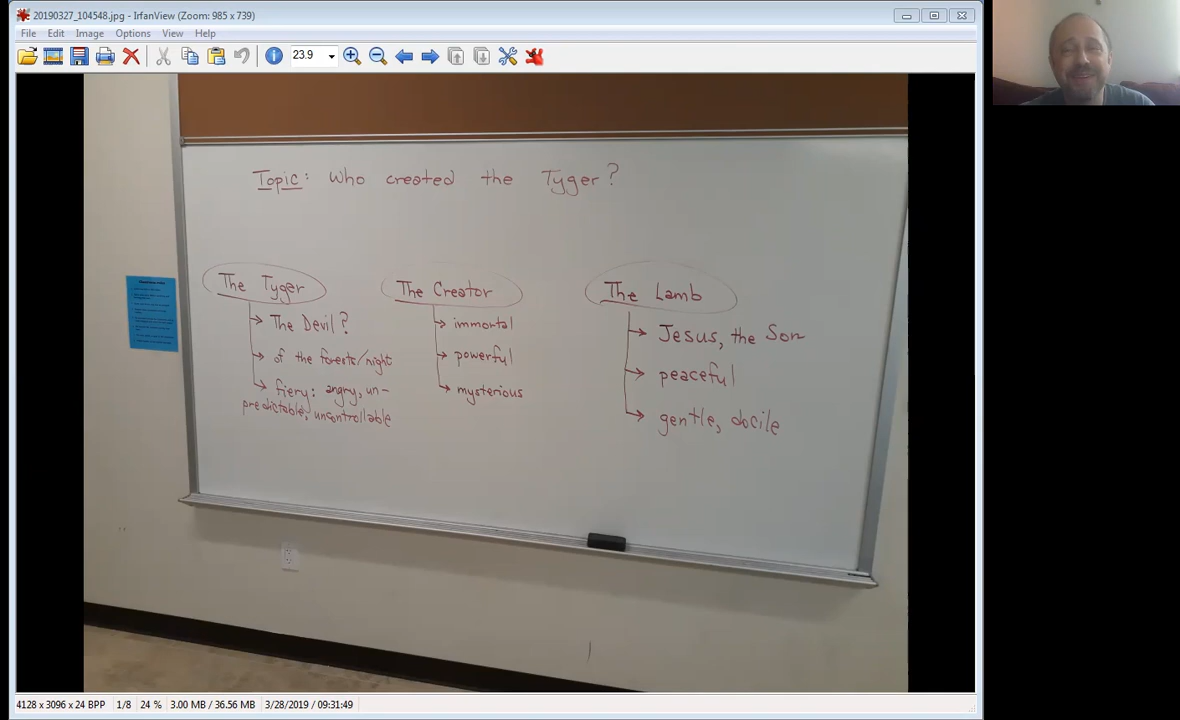 20190327_104548.jpg - IrfanView (Zoom: 985 x 739)
File Edit Image Options View Help
23.9
Topic: Who created the Tyger?
The Tyger
→ The Devil?
→ of the forests/night
→ fiery: angry, un-
predictable, uncontrollable
The Creator
→ immortal
→ powerful
→ mysterious
The Lamb
→ Jesus, the Son
→ peaceful
→ gentle, docile
4128 x 3096 x 24 BPP 1/8 24 % 3.00 MB / 36.56 MB 3/28/2019 / 09:31:49